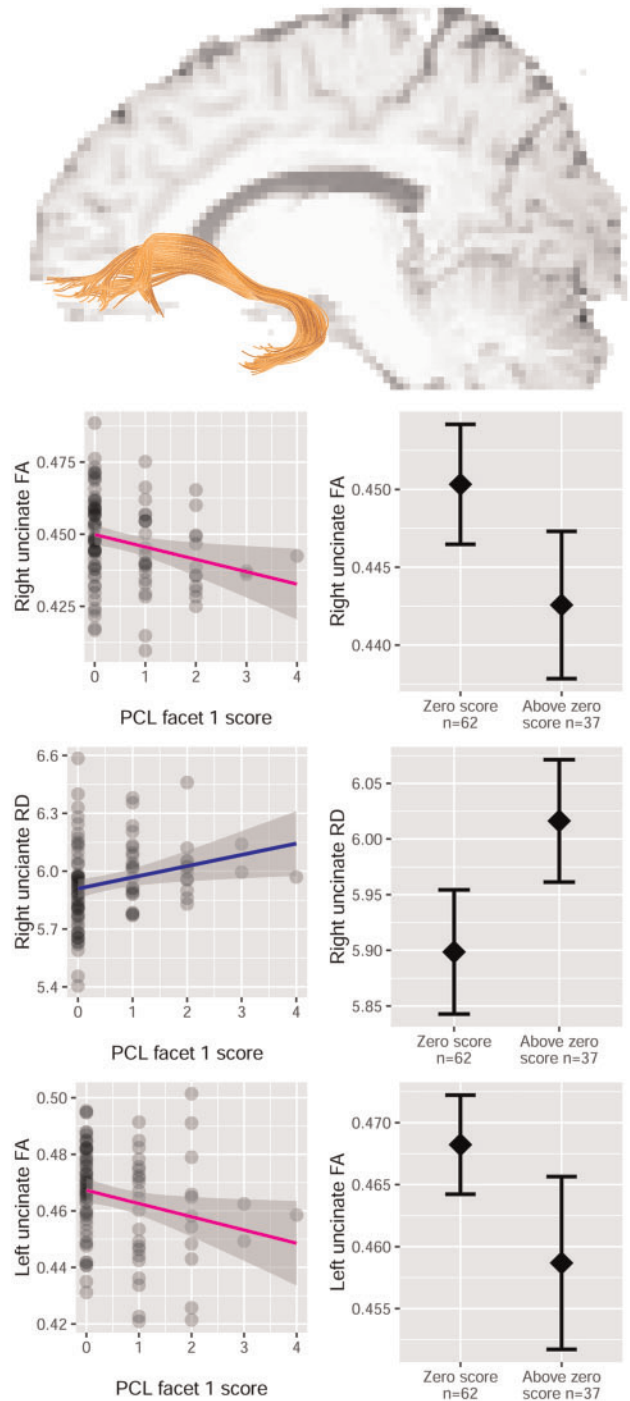 Right uncinate FA
0.475
0.450
0.425
0 1 2 3 4
PCL facet 1 score
Right uncinate FA
0.450
0.445
0.440
Zero score Above zero
n=62 score n=37
Right unciante RD
6.6
6.3
6.0
5.7
5.4
0 1 2 3 4
PCL facet 1 score
Right uncinate RD
6.05
6.00
5.95
5.90
5.85
Zero score Above zero
n=62 score n=37
Left uncinate FA
0.50
0.48
0.46
0.44
0.42
0 1 2 3 4
PCL facet 1 score
Left uncinate FA
0.470
0.465
0.460
0.455
Zero score Above zero
n=62 score n=37